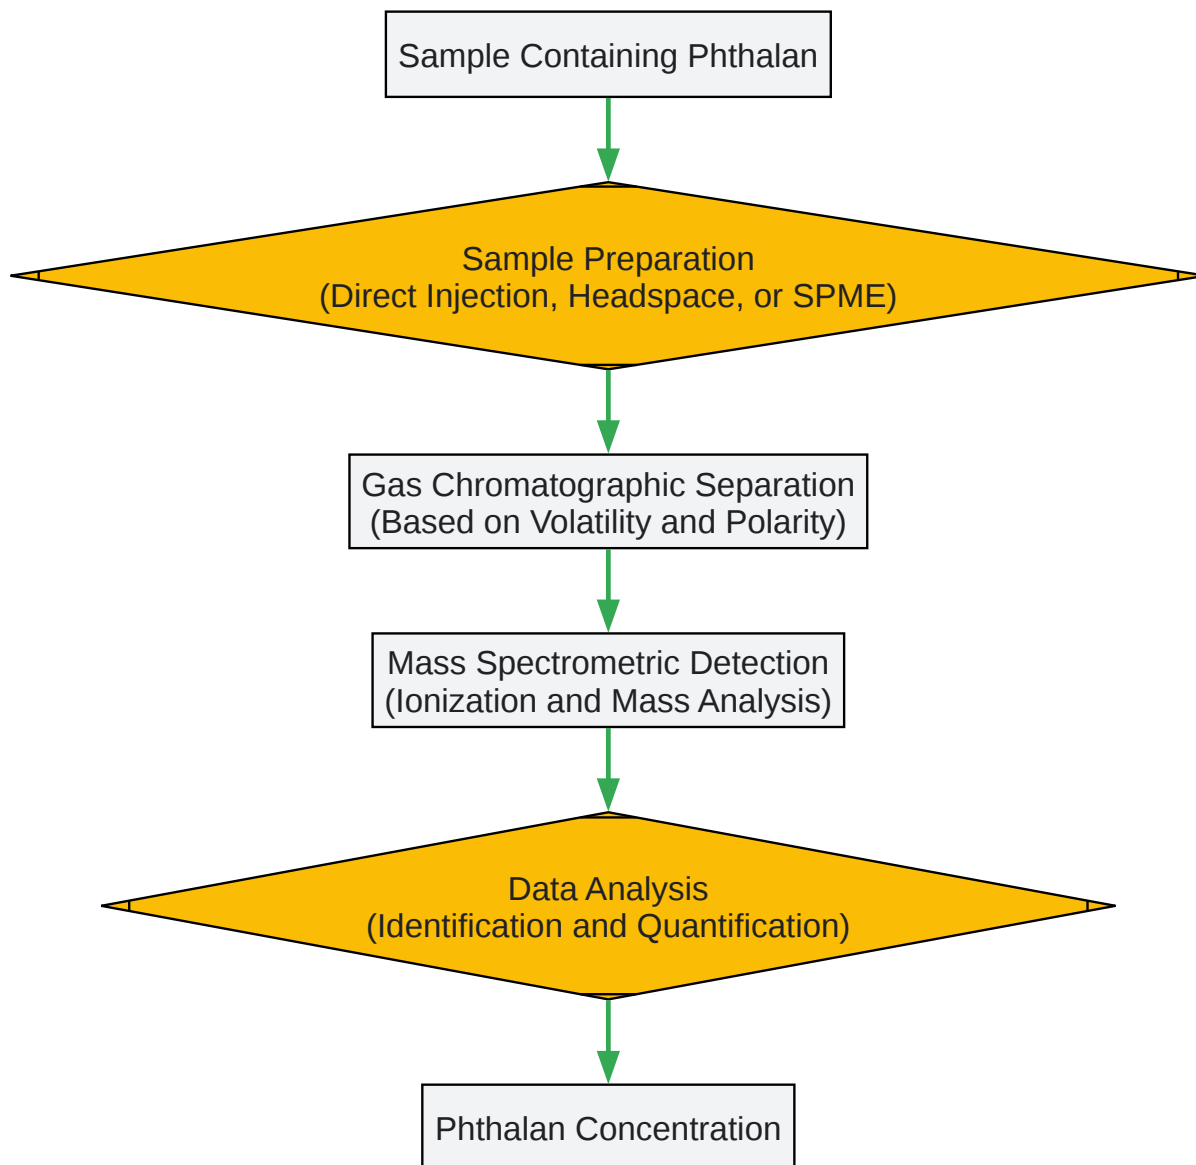 Sample Containing Phthalan
Sample Preparation
(Direct Injection, Headspace, or SPME)
Gas Chromatographic Separation
(Based on Volatility and Polarity)
Mass Spectrometric Detection
(Ionization and Mass Analysis)
Data Analysis
(Identification and Quantification)
Phthalan Concentration